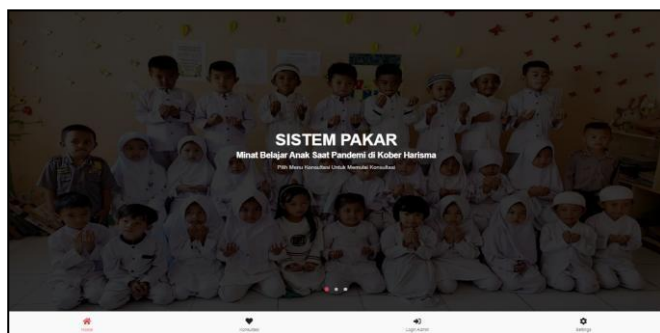 SISTEM PAKAR
Minat Belajar Anak Saat Pandemi di Kober Harisma
Pilih Menu Konsultasi Untuk Memulai Konsultasi
Home
Konsultasi
Login Admin
Settings